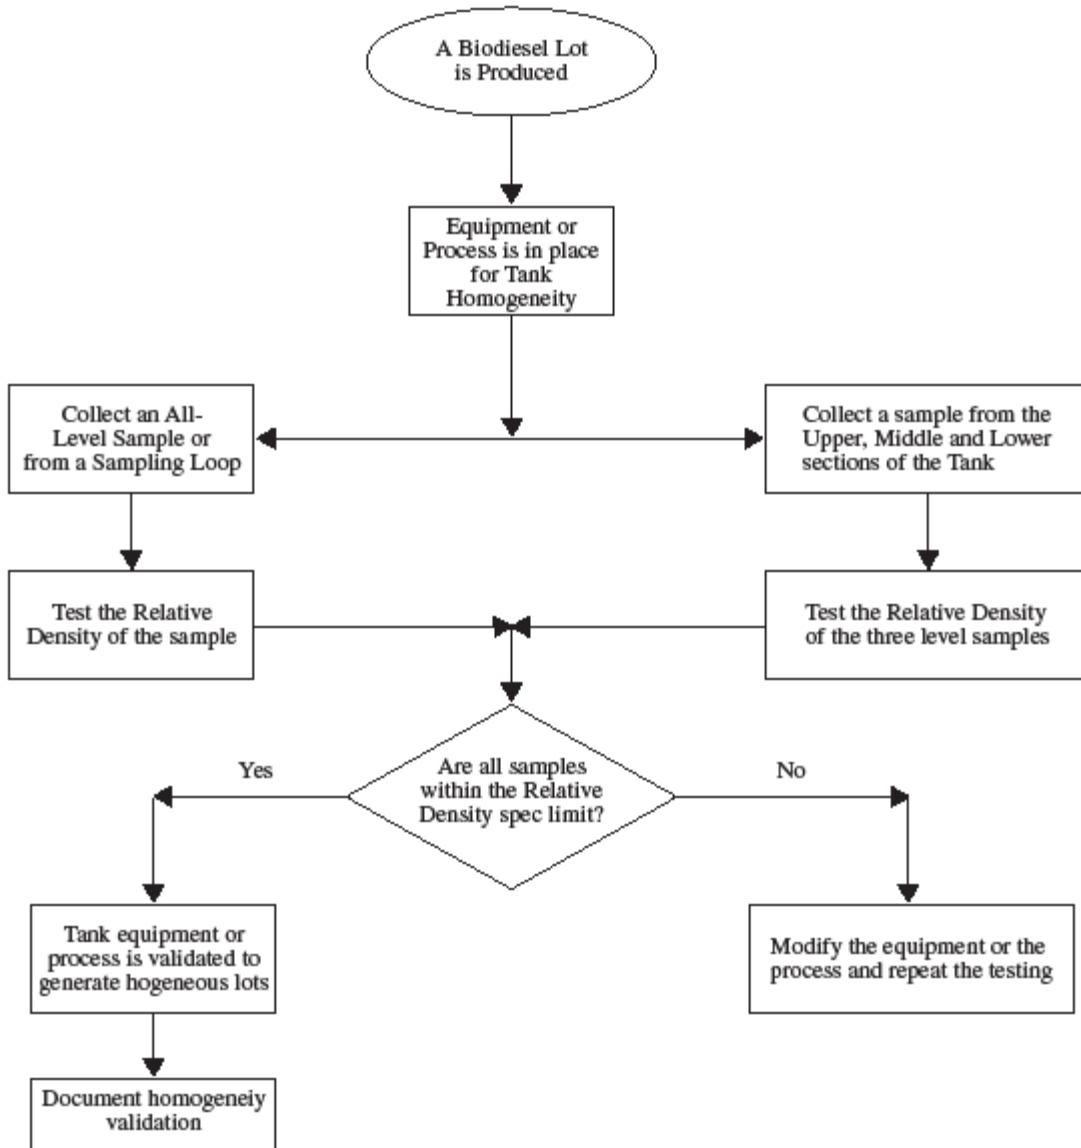 A Biodiesel Lot
is Produced
Equipment or
Process is in place
for Tank
Homogeneity
Collect an All-
Level Sample or
from a Sampling Loop
Collect a sample from the
Upper, Middle and Lower
sections of the Tank
Test the Relative
Density of the sample
Test the Relative Density
of the three level samples
Are all samples
within the Relative
Density spec limit?
Yes
No
Tank equipment or
process is validated to
generate hogeneous lots
Modify the equipment or the
process and repeat the testing
Document homogeneiy
validation